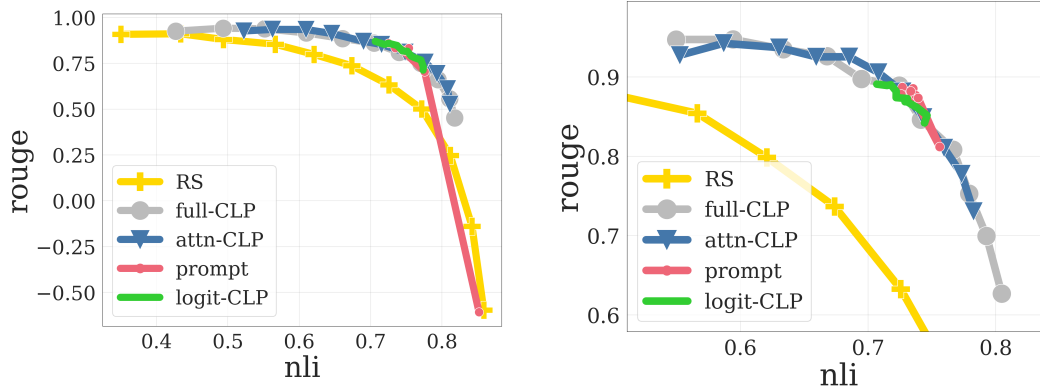 1.00
0.75
0.50
0.25
0.00
−0.25
−0.50
rouge
RS
full-CLP
attn-CLP
prompt
logit-CLP
0.4 0.5 0.6 0.7 0.8
nli
0.9
0.8
0.7
0.6
rouge
RS
full-CLP
attn-CLP
prompt
logit-CLP
0.6 0.7 0.8
nli